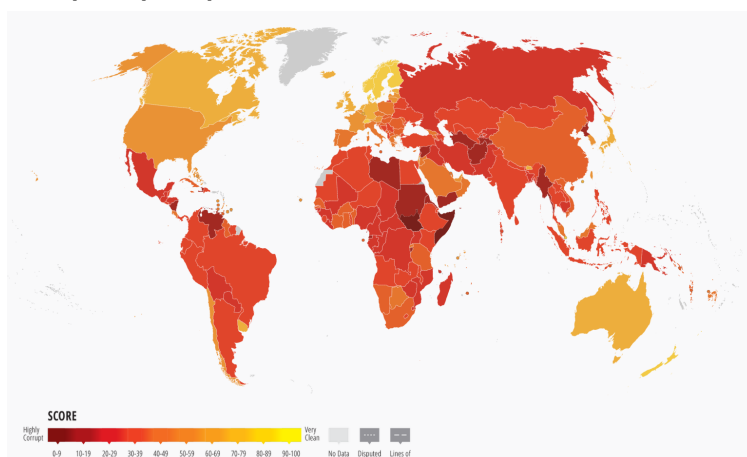 SCORE
Highly
Corrupt
Very
Clean
0-9 10-19 20-29 30-39 40-49 50-59 60-69 70-79 80-89 90-100 No Data Disputed Lines of